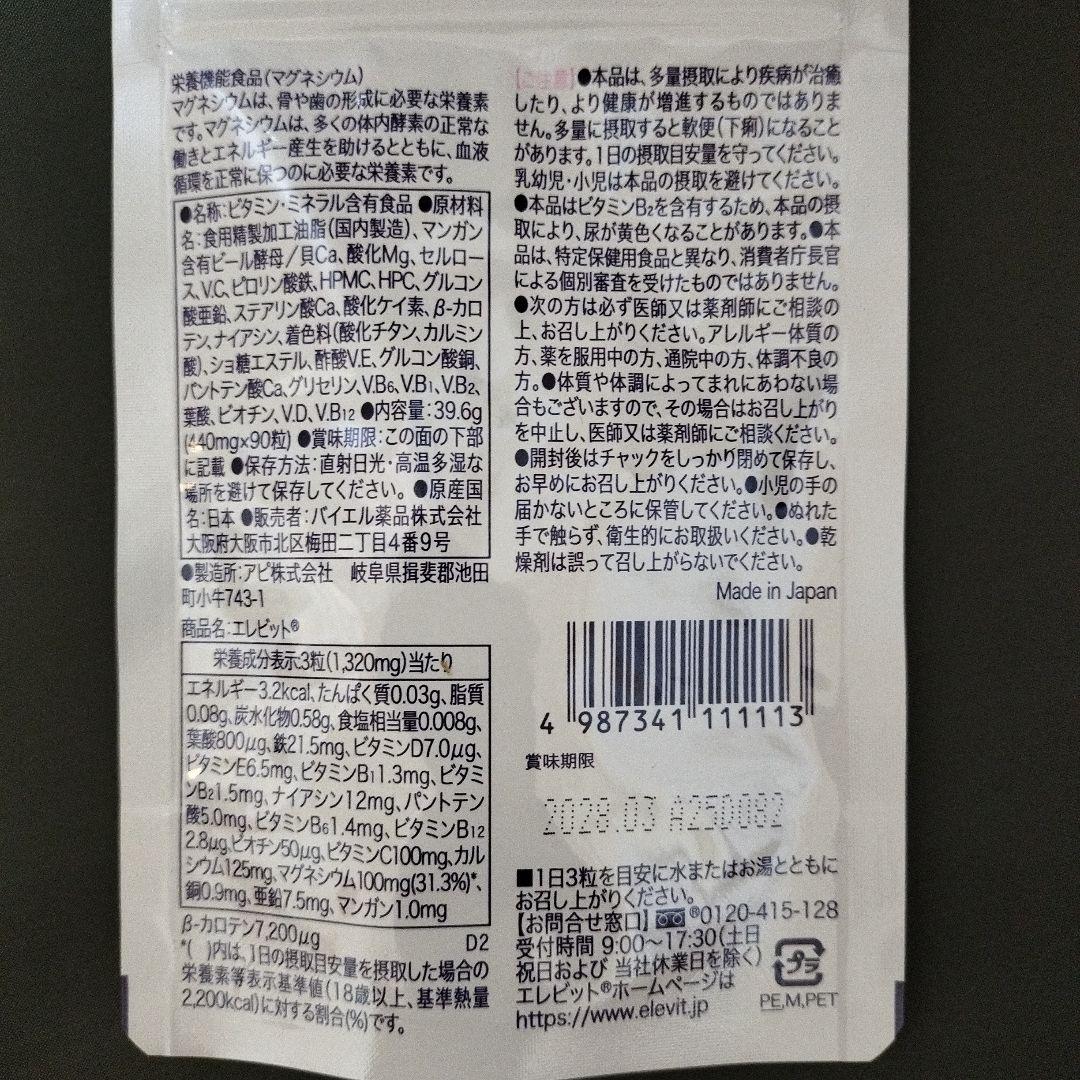 栄養機能食品(マグネシウム)
マグネシウムは、骨や歯の形成に必要な栄養素
です。マグネシウムは、多くの体内酵素の正常な
働きとエネルギー産生を助けるとともに、血液
循環を正常に保つのに必要な栄養素です。
●名称:ビタミン・ミネラル含有食品 ●原材料
名:食用精製加工油脂(国内製造)、マンガン
含有ビール酵母/貝Ca、酸化Mg、セルロー
ス、V.C、ピロリン酸鉄、HPMC、HPC、グルコン
酸亜鉛、ステアリン酸Ca、酸化ケイ素、β-カロ
テン、ナイアシン、着色料(酸化チタン、カルミン
酸)、ショ糖エステル、酢酸V.E、グルコン酸銅、
パントテン酸Ca、グリセリン、V.B6、V.B1、V.B2、
葉酸、ビオチン、V.D、V.B12 ●内容量:39.6g
(440mg×90粒) ●賞味期限:この面の下部
に記載 ●保存方法:直射日光・高温多湿な
場所を避けて保存してください。 ●原産国
名:日本 ●販売者:バイエル薬品株式会社
大阪府大阪市北区梅田二丁目4番9号
●製造所:アピ株式会社 岐阜県揖斐郡池田
町小牛743-1
商品名:エレビット®
栄養成分表示:3粒(1,320mg)当たり
エネルギー3.2kcal、たんぱく質0.03g、脂質
0.08g、炭水化物0.58g、食塩相当量0.008g、
葉酸800μg、鉄21.5mg、ビタミンD7.0μg、
ビタミンE6.5mg、ビタミンB1 1.3mg、ビタミ
ンB2 1.5mg、ナイアシン12mg、パントテン
酸5.0mg、ビタミンB6 1.4mg、ビタミンB12
2.8μg、ビオチン50μg、ビタミンC100mg、カル
シウム125mg、マグネシウム100mg(31.3%)*、
銅0.9mg、亜鉛7.5mg、マンガン1.0mg
β-カロテン7,200μg D2
*( )内は、1日の摂取目安量を摂取した場合の
栄養素等表示基準値(18歳以上、基準熱量
2,200kcal)に対する割合(%)です。
【ご注意】●本品は、多量摂取により疾病が治癒
したり、より健康が増進するものではありま
せん。多量に摂取すると軟便(下痢)になること
があります。1日の摂取目安量を守ってください。
乳幼児・小児は本品の摂取を避けてください。
●本品はビタミンB2を含有するため、本品の摂
取により、尿が黄色くなることがあります。●本
品は、特定保健用食品と異なり、消費者庁長官
による個別審査を受けたものではありません。
●次の方は必ず医師又は薬剤師にご相談の
上、お召し上がりください。アレルギー体質の
方、薬を服用中の方、通院中の方、体調不良の
方。●体質や体調によってまれにあわない場
合もございますので、その場合はお召し上がり
を中止し、医師又は薬剤師にご相談ください。
●開封後はチャックをしっかり閉めて保存し、
お早めにお召し上がりください。●小児の手の
届かないところに保管してください。●ぬれた
手で触らず、衛生的にお取扱いください。●乾
燥剤は誤って召し上がらないでください。
Made in Japan
4 987341 111113
賞味期限
2028.03 A25D082
■1日3粒を目安に水またはお湯とともに
お召し上がりください。
【お問合せ窓口】®0120-415-128
受付時間 9:00〜17:30(土日
祝日および 当社休業日を除く)
エレビット®ホームページは
https://www.elevit.jp
プラ
PE,M,PET